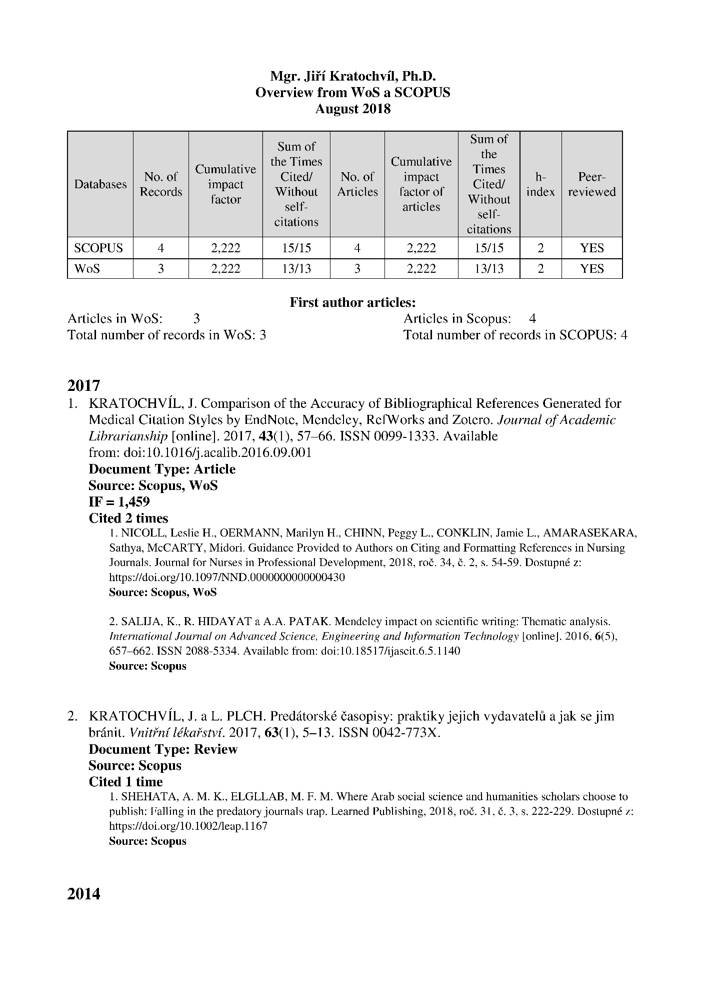 Mgr. Jiří Kratochvíl, Ph.D.
Overview from WoS a SCOPUS
August 2018
Databases
No. of
Records
Cumulative
impact
factor
Sum of
the Times
Cited/
Without
self-
citations
No. of
Articles
Cumulative
impact
factor of
articles
Sum of
the
Times
Cited/
Without
self-
citations
h-
index
Peer-
reviewed
SCOPUS 4 2,222 15/15 4 2,222 15/15 2 YES
WoS 3 2,222 13/13 3 2,222 13/13 2 YES
First author articles:
Articles in WoS: 3 Articles in Scopus: 4
Total number of records in WoS: 3 Total number of records in SCOPUS: 4
2017
1. KRATOCHVÍL, J. Comparison of the Accuracy of Bibliographical References Generated for
Medical Citation Styles by EndNote, Mendeley, RefWorks and Zotero. Journal of Academic
Librarianship [online]. 2017, 43(1), 57–66. ISSN 0099-1333. Available
from: doi:10.1016/j.acalib.2016.09.001
Document Type: Article
Source: Scopus, WoS
IF = 1,459
Cited 2 times
1. NICOLL, Leslie H., OERMANN, Marilyn H., CHINN, Peggy L., CONKLIN, Jamie L., AMARASEKARA,
Sathya, McCARTY, Midori. Guidance Provided to Authors on Citing and Formatting References in Nursing
Journals. Journal for Nurses in Professional Development, 2018, roč. 34, č. 2, s. 54-59. Dostupné z:
https://doi.org/10.1097/NND.0000000000000430
Source: Scopus, WoS
2. SALIJA, K., R. HIDAYAT a A.A. PATAK. Mendeley impact on scientific writing: Thematic analysis.
International Journal on Advanced Science, Engineering and Information Technology [online]. 2016, 6(5),
657–662. ISSN 2088-5334. Available from: doi:10.18517/ijaseit.6.5.1140
Source: Scopus
2. KRATOCHVÍL, J. a L. PLCH. Predátorské časopisy: praktiky jejich vydavatelů a jak se jim
bránit. Vnitřní lékařství. 2017, 63(1), 5–13. ISSN 0042-773X.
Document Type: Review
Source: Scopus
Cited 1 time
1. SHEHATA, A. M. K., ELGLLAB, M. F. M. Where Arab social science and humanities scholars choose to
publish: Falling in the predatory journals trap. Learned Publishing, 2018, roč. 31, č. 3, s. 222-229. Dostupné z:
https://doi.org/10.1002/leap.1167
Source: Scopus
2014